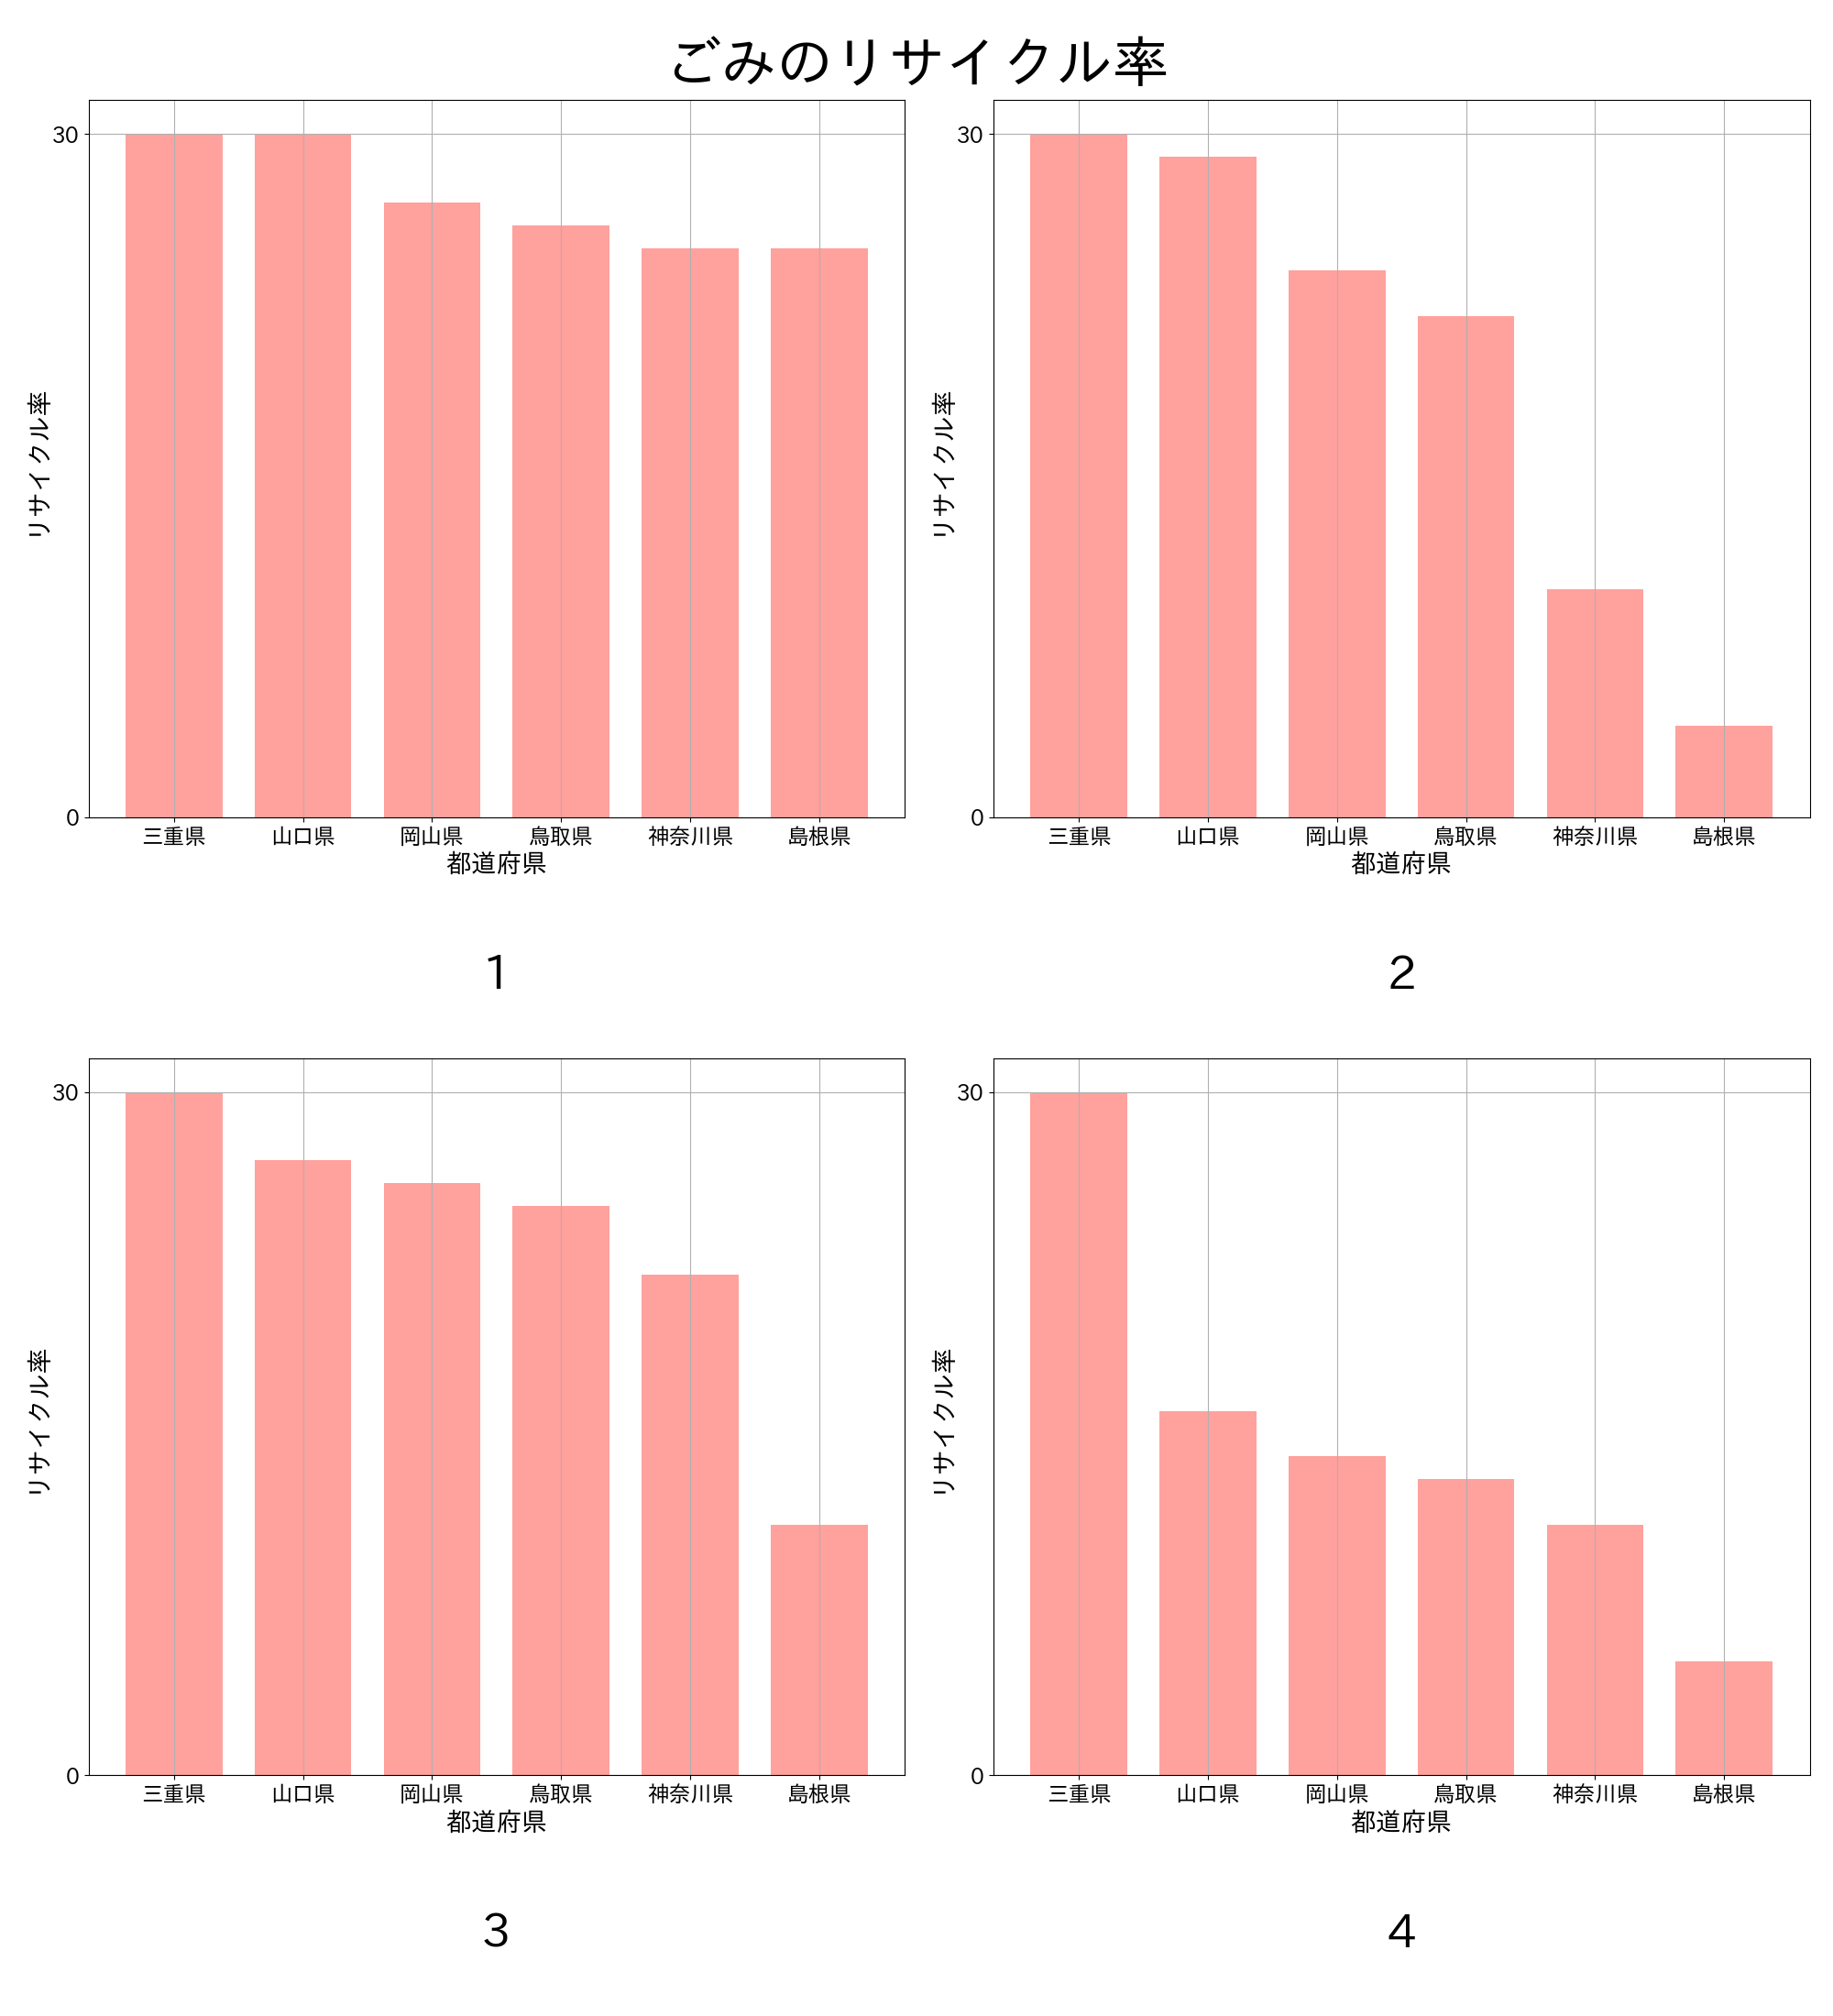 ごみのリサイクル率
30
0
リサイクル率
三重県 山口県 岡山県 鳥取県 神奈川県 島根県
都道府県
1
30
0
リサイクル率
三重県 山口県 岡山県 鳥取県 神奈川県 島根県
都道府県
2
30
0
リサイクル率
三重県 山口県 岡山県 鳥取県 神奈川県 島根県
都道府県
3
30
0
リサイクル率
三重県 山口県 岡山県 鳥取県 神奈川県 島根県
都道府県
4